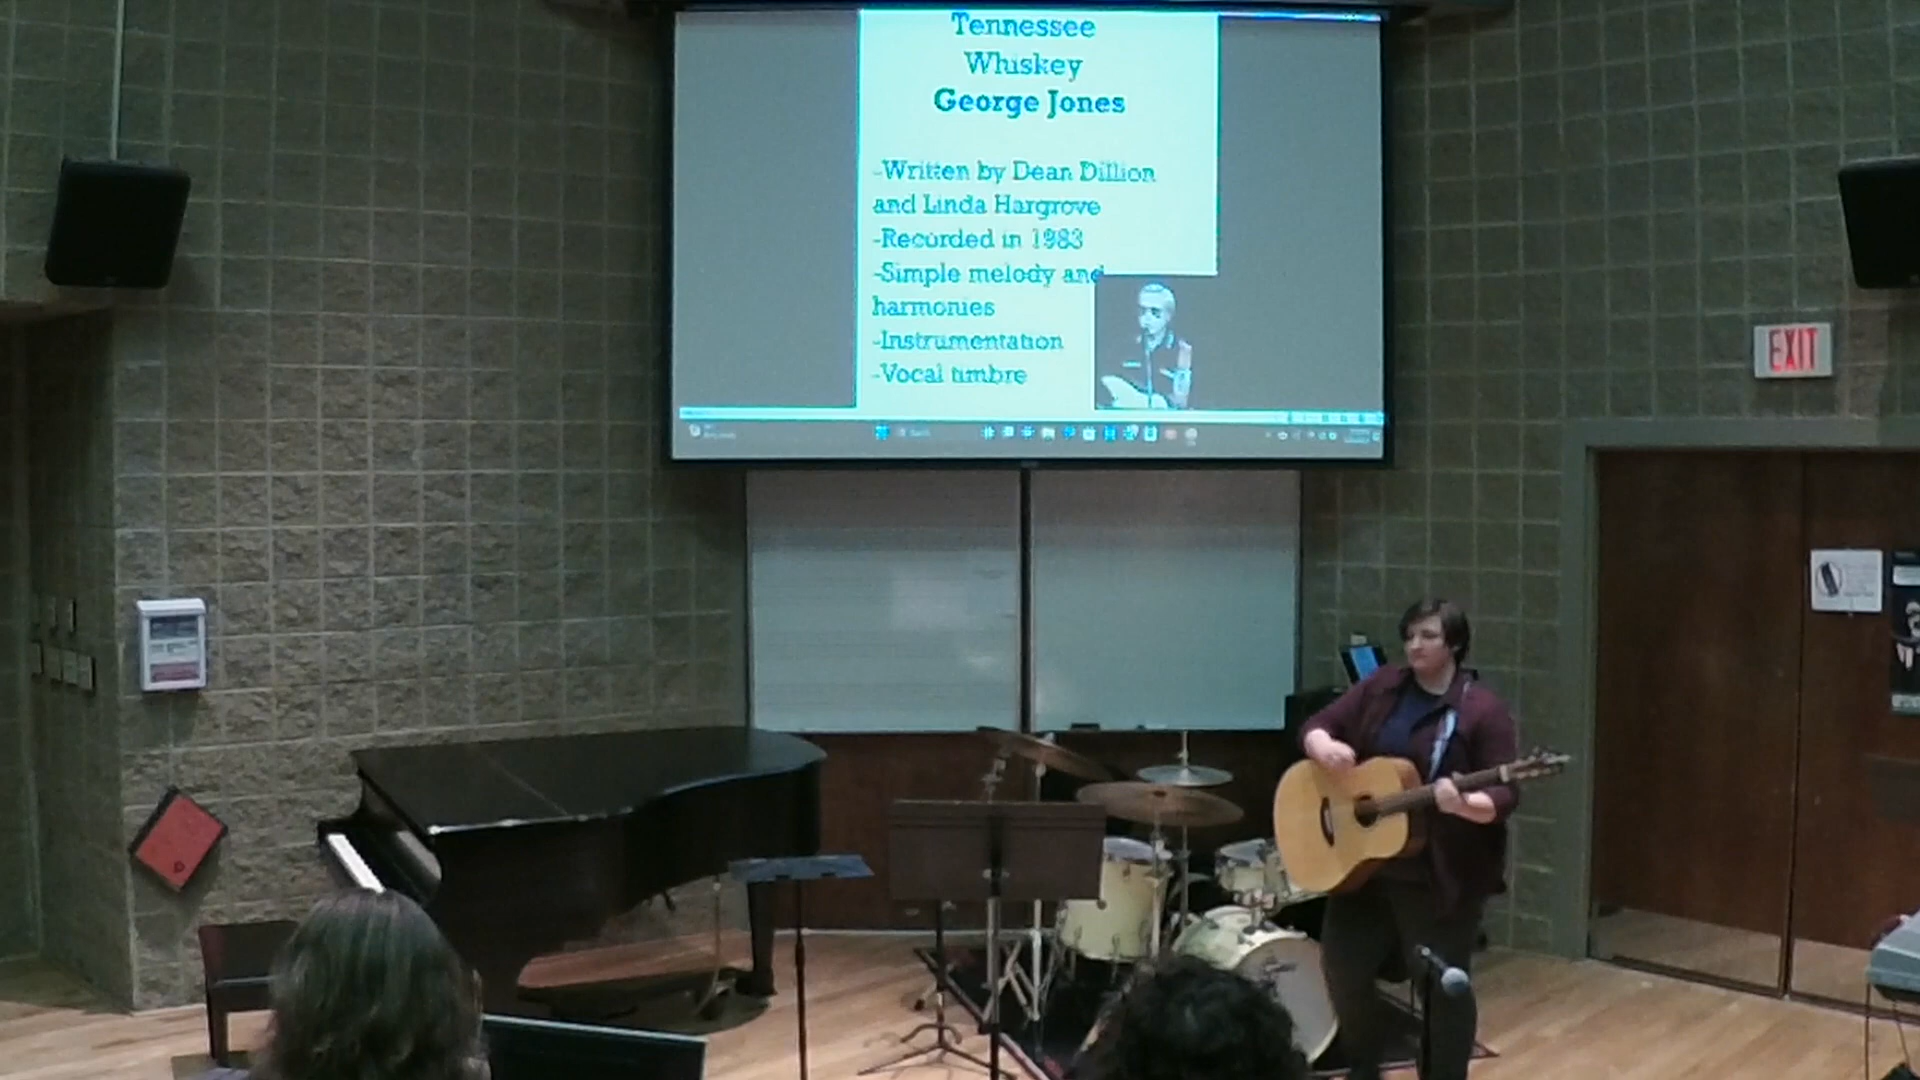 Tennessee
Whiskey
George Jones
-Written by Dean Dillion
and Linda Hargrove
-Recorded in 1983
-Simple melody and
harmonies
-Instrumentation
-Vocal timbre
EXIT